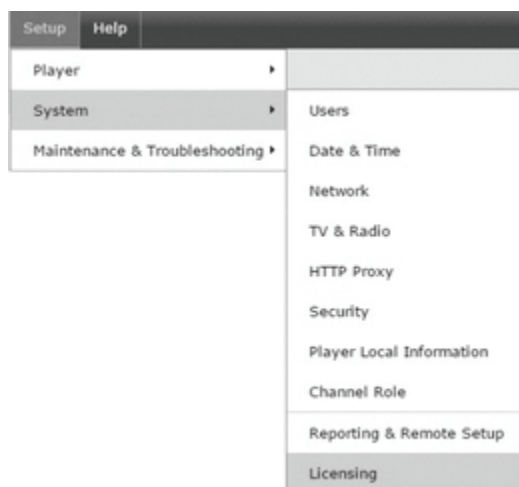 Setup Help
Player
System
Maintenance & Troubleshooting
Users
Date & Time
Network
TV & Radio
HTTP Proxy
Security
Player Local Information
Channel Role
Reporting & Remote Setup
Licensing